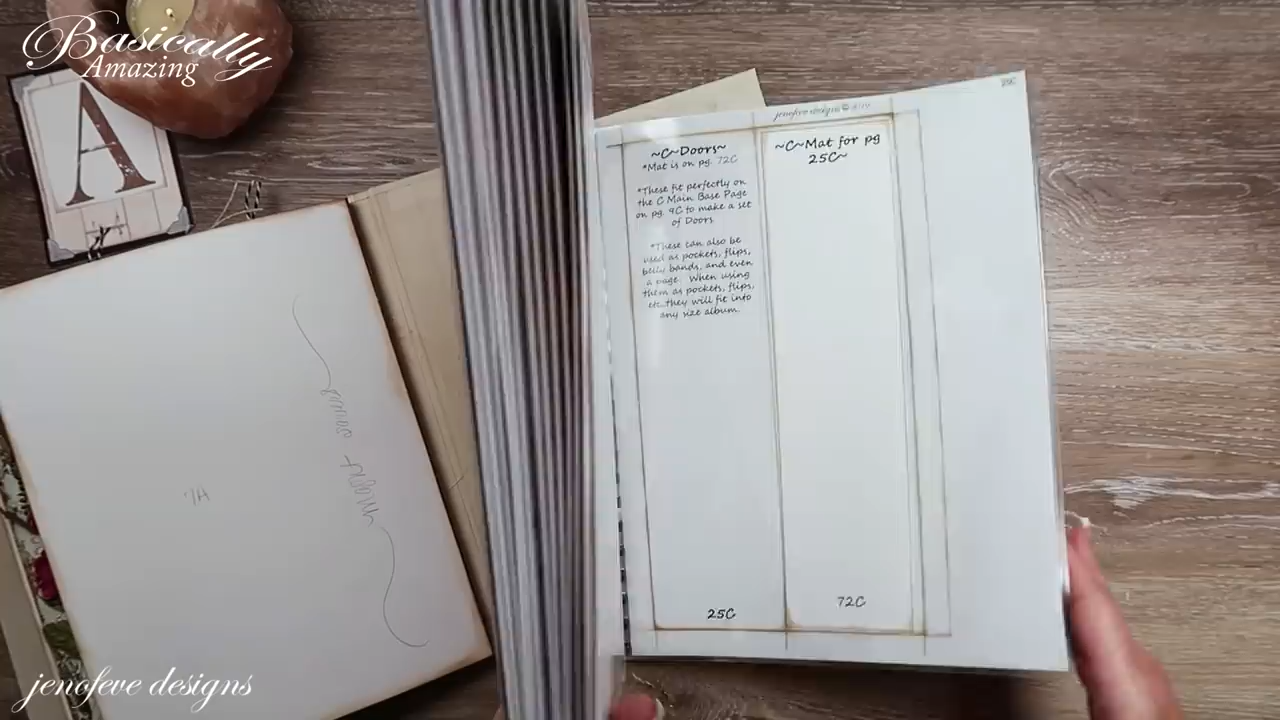 Basically
Amazing
A
jenofeve designs © 
~C~Doors~
*Mat is on pg. 72C
*These fit perfectly on
the C Main Base Page
on pg. 9C to make a set
of Doors
*These can also be
used as pockets, flips,
belly bands, and even
a page. When using
them as pockets, flips,
etc...they will fit into
any size album.
25C
~C~Mat for pg
25C~
72C
jenofeve designs